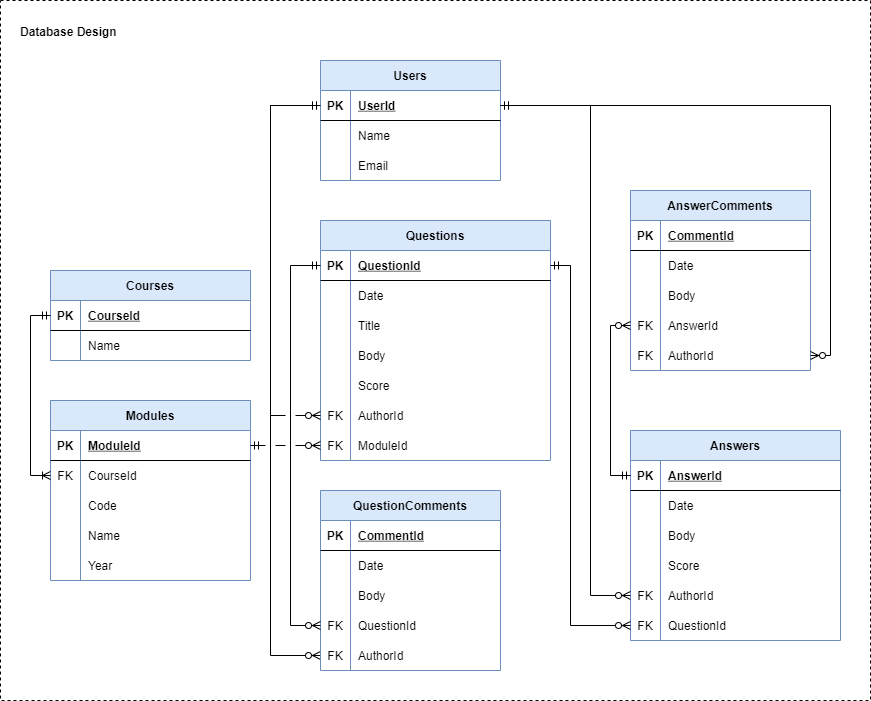 Database Design
Users
PK UserId
Name
Email
Questions
PK QuestionId
Date
Title
Body
Score
FK AuthorId
FK ModuleId
Courses
PK CourseId
Name
Modules
PK ModuleId
FK CourseId
Code
Name
Year
QuestionComments
PK CommentId
Date
Body
FK QuestionId
FK AuthorId
AnswerComments
PK CommentId
Date
Body
FK AnswerId
FK AuthorId
Answers
PK AnswerId
Date
Body
Score
FK AuthorId
FK QuestionId